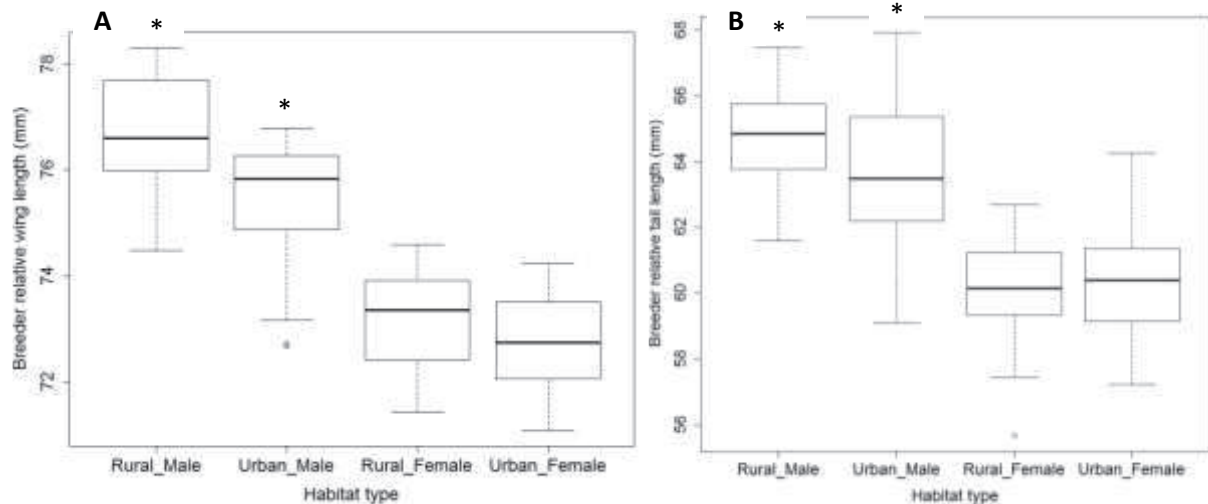 A
*
*
Breeder relative wing length (mm)
78
76
74
72
Rural_Male Urban_Male Rural_Female Urban_Female
Habitat type
B
*
*
Breeder relative tail length (mm)
68
66
64
62
60
58
56
Rural_Male Urban_Male Rural_Female Urban_Female
Habitat type